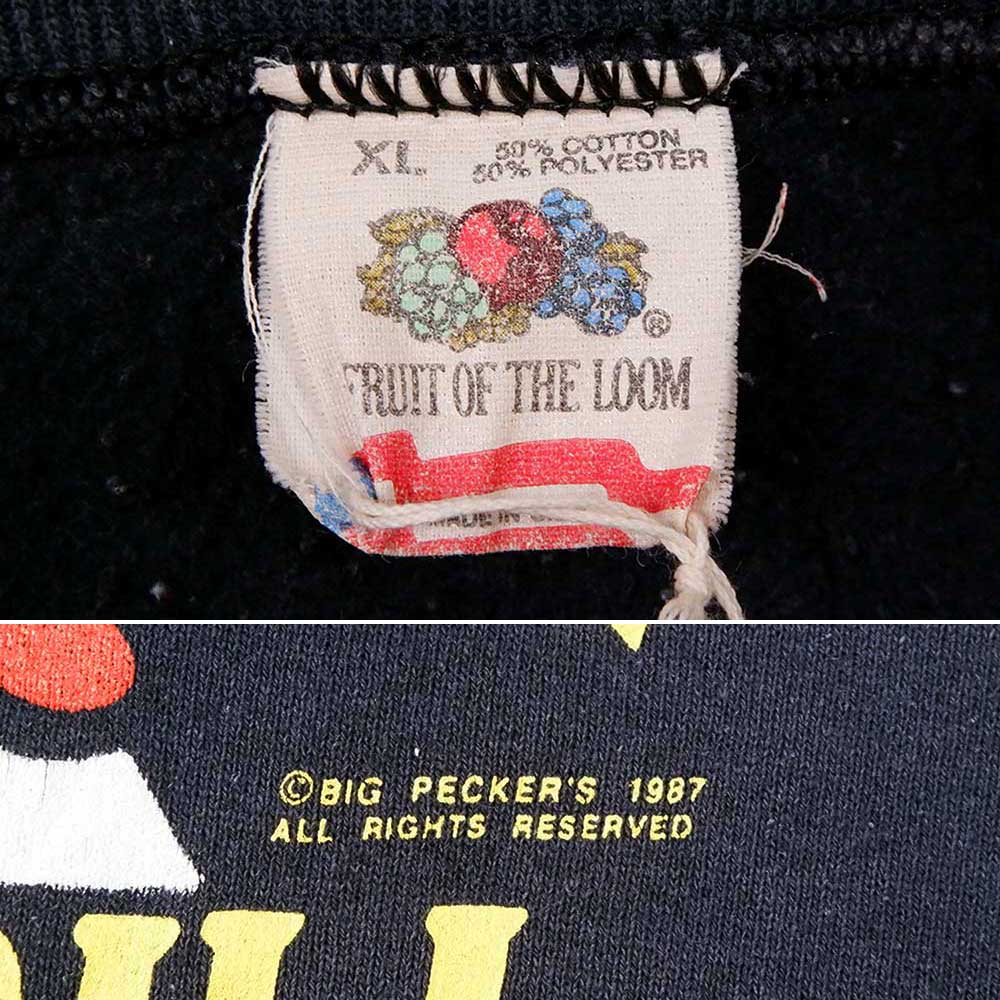 XL
50% COTTON
50% POLYESTER
®
FRUIT OF THE LOOM
MADE IN
©BIG PECKER'S 1987
ALL RIGHTS RESERVED